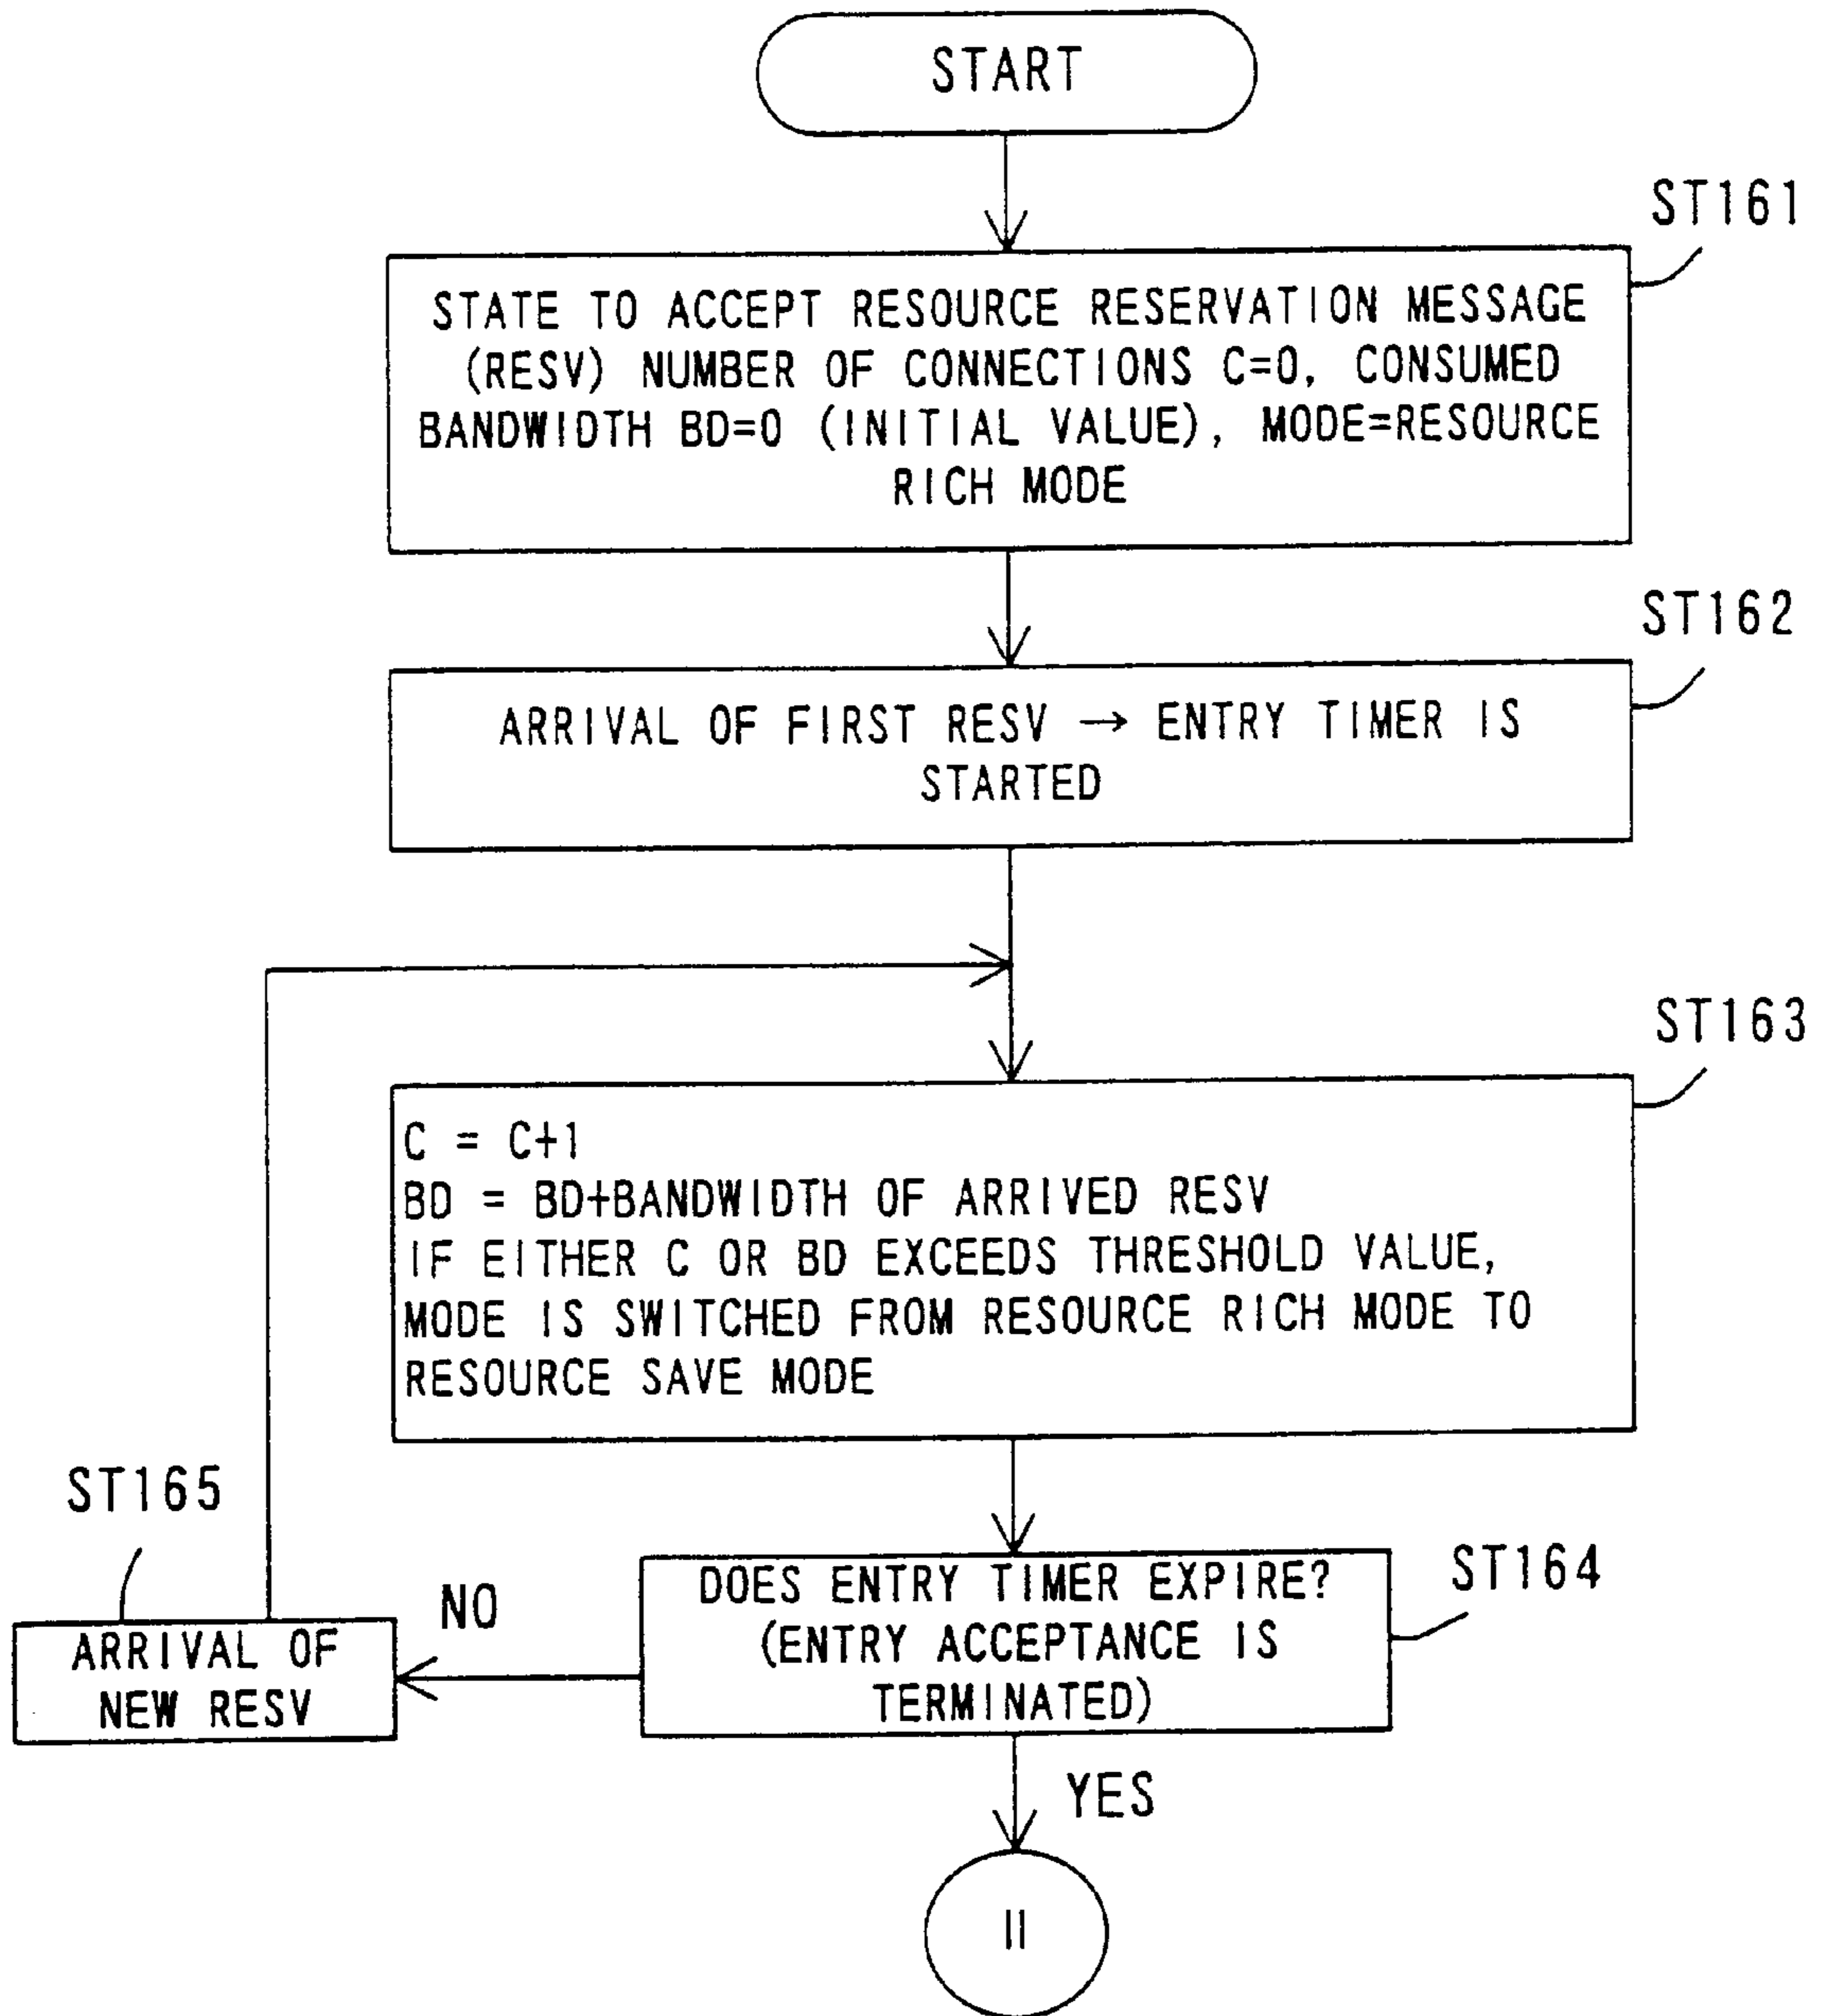 START
ST161
STATE TO ACCEPT RESOURCE RESERVATION MESSAGE
(RESV) NUMBER OF CONNECTIONS C=0, CONSUMED
BANDWIDTH BD=0 (INITIAL VALUE), MODE=RESOURCE
RICH MODE
ST162
ARRIVAL OF FIRST RESV → ENTRY TIMER IS
STARTED
ST163
C = C+1
BD = BD+BANDWIDTH OF ARRIVED RESV
IF EITHER C OR BD EXCEEDS THRESHOLD VALUE,
MODE IS SWITCHED FROM RESOURCE RICH MODE TO
RESOURCE SAVE MODE
ST164
DOES ENTRY TIMER EXPIRE?
(ENTRY ACCEPTANCE IS
TERMINATED)
NO
ST165
ARRIVAL OF
NEW RESV
YES
II